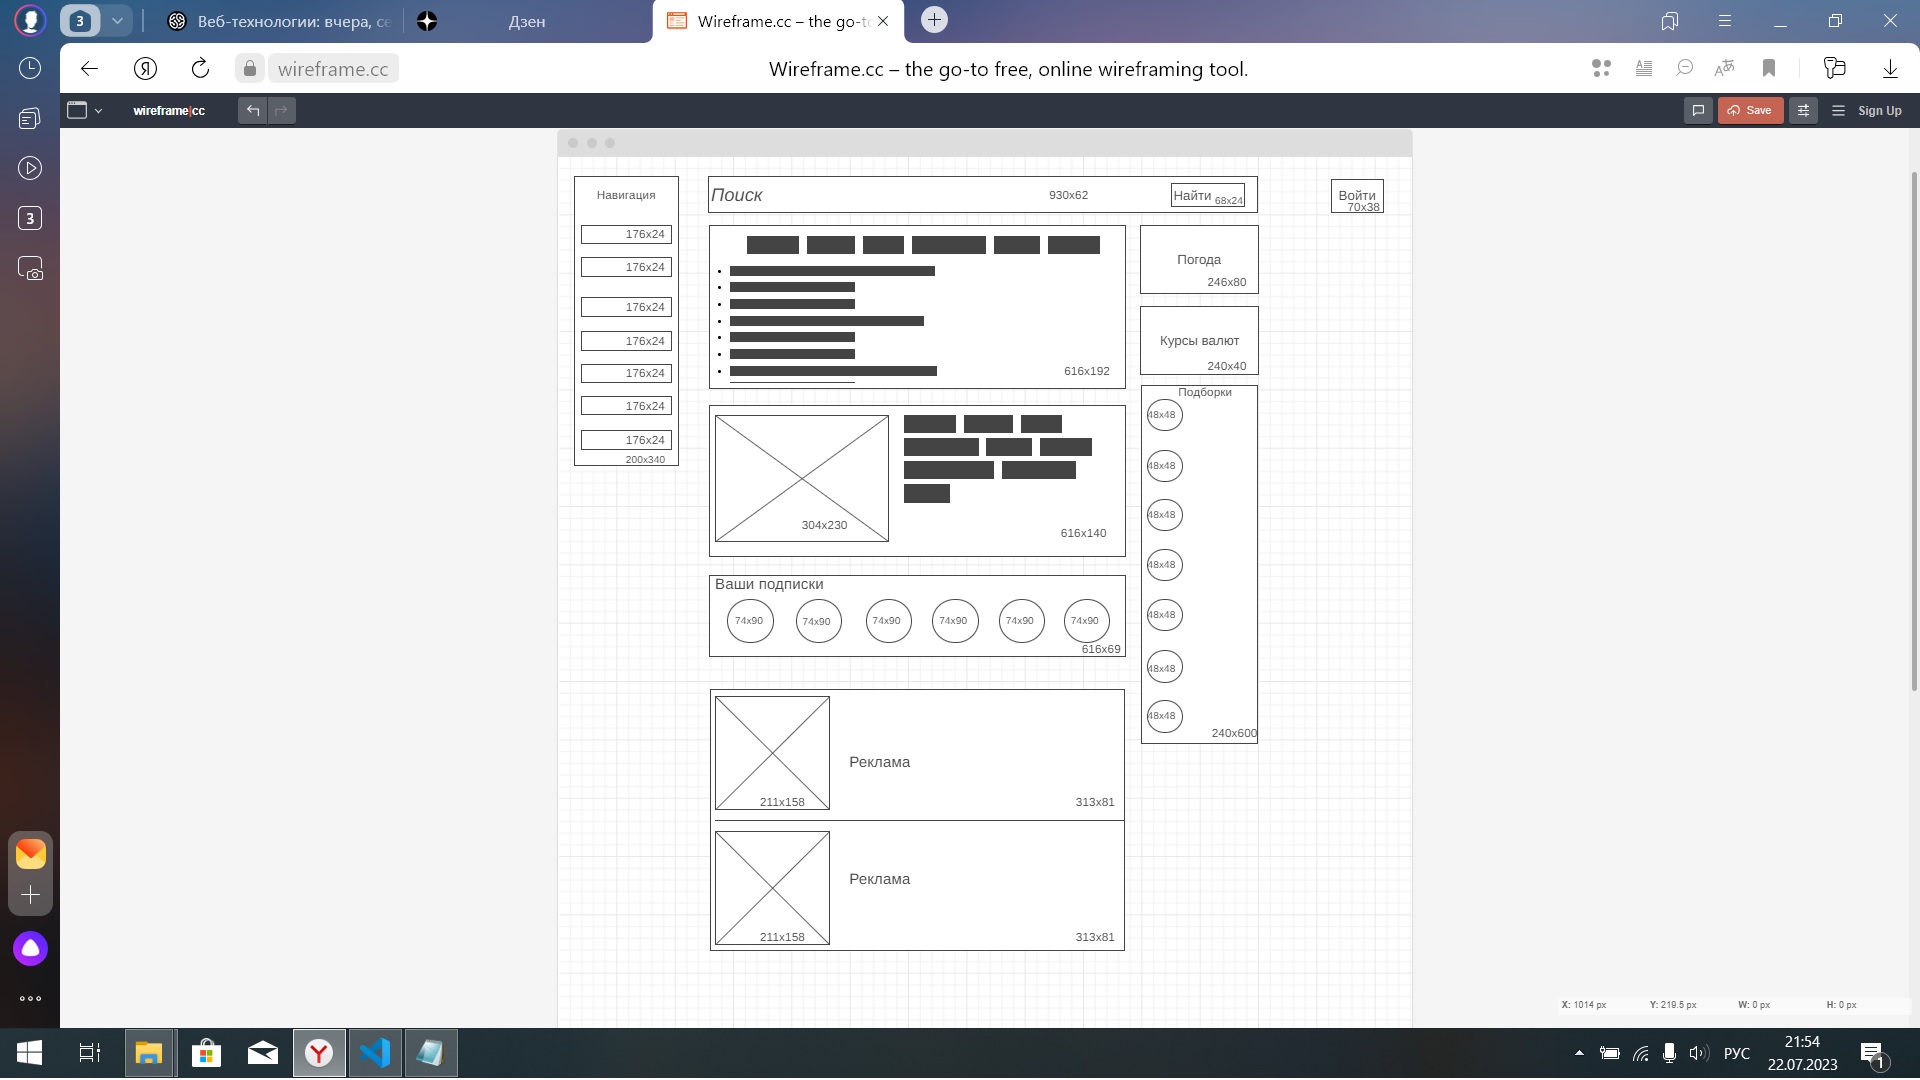 3
Веб-технологии: вчера, се
Дзен
Wireframe.cc – the go-t
wireframe.cc
Wireframe.cc – the go-to free, online wireframing tool.
wireframe|cc
Save
Sign Up
3
Навигация
176x24
176x24
176x24
176x24
176x24
176x24
176x24
200x340
Поиск
930x62
Найти
68x24
Войти
70x38
616x192
Погода
246x80
Курсы валют
240x40
304x230
616x140
Подборки
48x48
48x48
48x48
48x48
48x48
48x48
48x48
240x600
Ваши подписки
74x90
74x90
74x90
74x90
74x90
74x90
616x69
Реклама
211x158
313x81
Реклама
211x158
313x81
X: 1014 px
Y: 219.5 px
W: 0 px
H: 0 px
РУС
21:54
22.07.2023
1